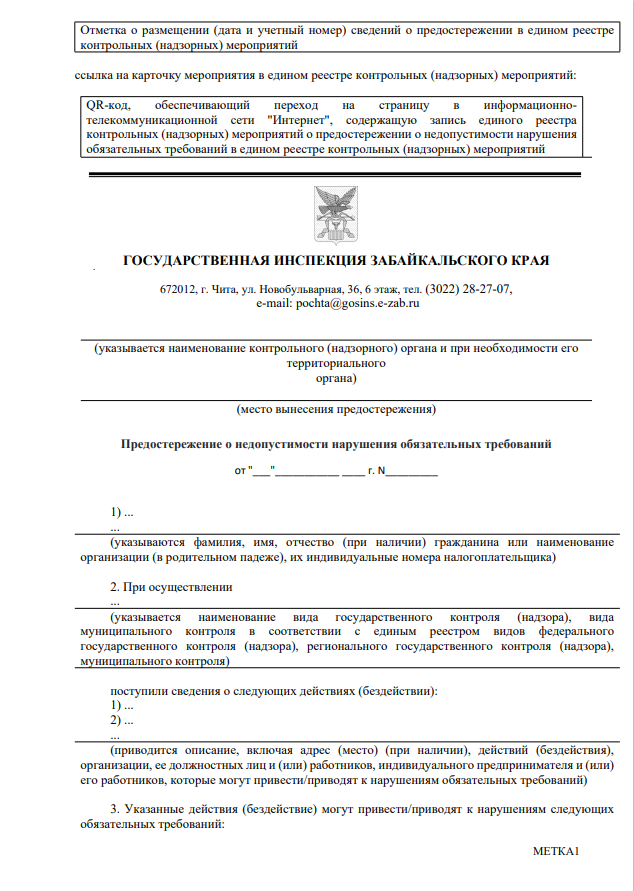 Отметка о размещении (дата и учетный номер) сведений о предостережении в едином реестре
контрольных (надзорных) мероприятий
ссылка на карточку мероприятия в едином реестре контрольных (надзорных) мероприятий:
QR-код, обеспечивающий переход на страницу в информационно-
телекоммуникационной сети "Интернет", содержащую запись единого реестра
контрольных (надзорных) мероприятий о предостережении о недопустимости нарушения
обязательных требований в едином реестре контрольных (надзорных) мероприятий
ГОСУДАРСТВЕННАЯ ИНСПЕКЦИЯ ЗАБАЙКАЛЬСКОГО КРАЯ
672012, г. Чита, ул. Новобульварная, 36, 6 этаж, тел. (3022) 28-27-07,
e-mail: pochta@gosins.e-zab.ru
(указывается наименование контрольного (надзорного) органа и при необходимости его
территориального
органа)
(место вынесения предостережения)
Предостережение о недопустимости нарушения обязательных требований
от "___"___________ ____ г. N_________
1) ...
...
(указываются фамилия, имя, отчество (при наличии) гражданина или наименование
организации (в родительном падеже), их индивидуальные номера налогоплательщика)
2. При осуществлении
...
(указывается наименование вида государственного контроля (надзора), вида
муниципального контроля в соответствии с единым реестром видов федерального
государственного контроля (надзора), регионального государственного контроля (надзора),
муниципального контроля)
поступили сведения о следующих действиях (бездействии):
1) ...
2) ...
...
(приводится описание, включая адрес (место) (при наличии), действий (бездействия),
организации, ее должностных лиц и (или) работников, индивидуального предпринимателя и (или)
его работников, которые могут привести/приводят к нарушениям обязательных требований)
3. Указанные действия (бездействие) могут привести/приводят к нарушениям следующих
обязательных требований:
МЕТКА1